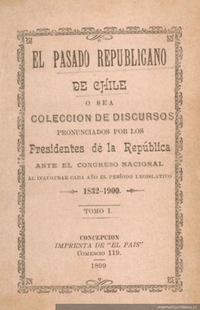 EL PASADO REPUBLICANO
DE CHILE
O SEA
COLECCION DE DISCURSOS
PRONUNCIADOS POR LOS
Presidentes de la República
ANTE EL CONGRESO NACIONAL
AL INAUGURAR CADA AÑO EL PERÍODO LEGISLATIVO
1832-1900.
TOMO I.
CONCEPCION
IMPRENTA DE "EL PAIS"
COMERCIO 119.
1899